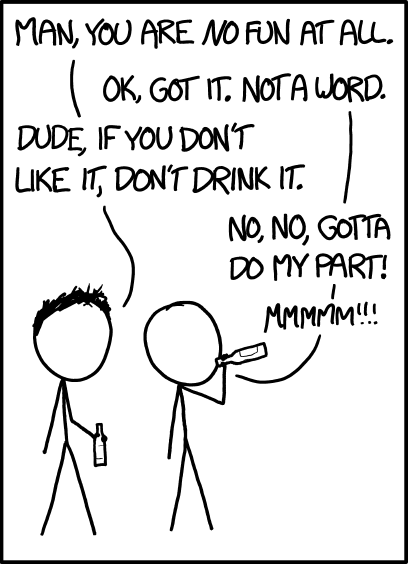 MAN, YOU ARE NO FUN AT ALL.
OK, GOT IT. NOT A WORD.
DUDE, IF YOU DON'T
LIKE IT, DON'T DRINK IT.
NO, NO, GOTTA
DO MY PART!
MMMMM!!!